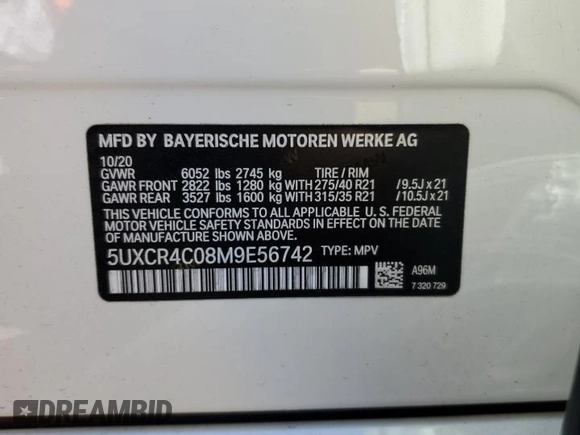 MFD BY BAYERISCHE MOTOREN WERKE AG
10/20
GVWR 6052 lbs 2745 kg TIRE / RIM
GAWR FRONT 2822 lbs 1280 kg WITH 275/40 R21 /9.5J x 21
GAWR REAR 3527 lbs 1600 kg WITH 315/35 R21 /10.5J x 21
THIS VEHICLE CONFORMS TO ALL APPLICABLE U. S. FEDERAL
MOTOR VEHICLE SAFETY STANDARDS IN EFFECT ON THE
DATE OF MANUFACTURE SHOWN ABOVE.
5UXCR4C08M9E56742 TYPE: MPV
A96M
7 320 729
DREAMBID